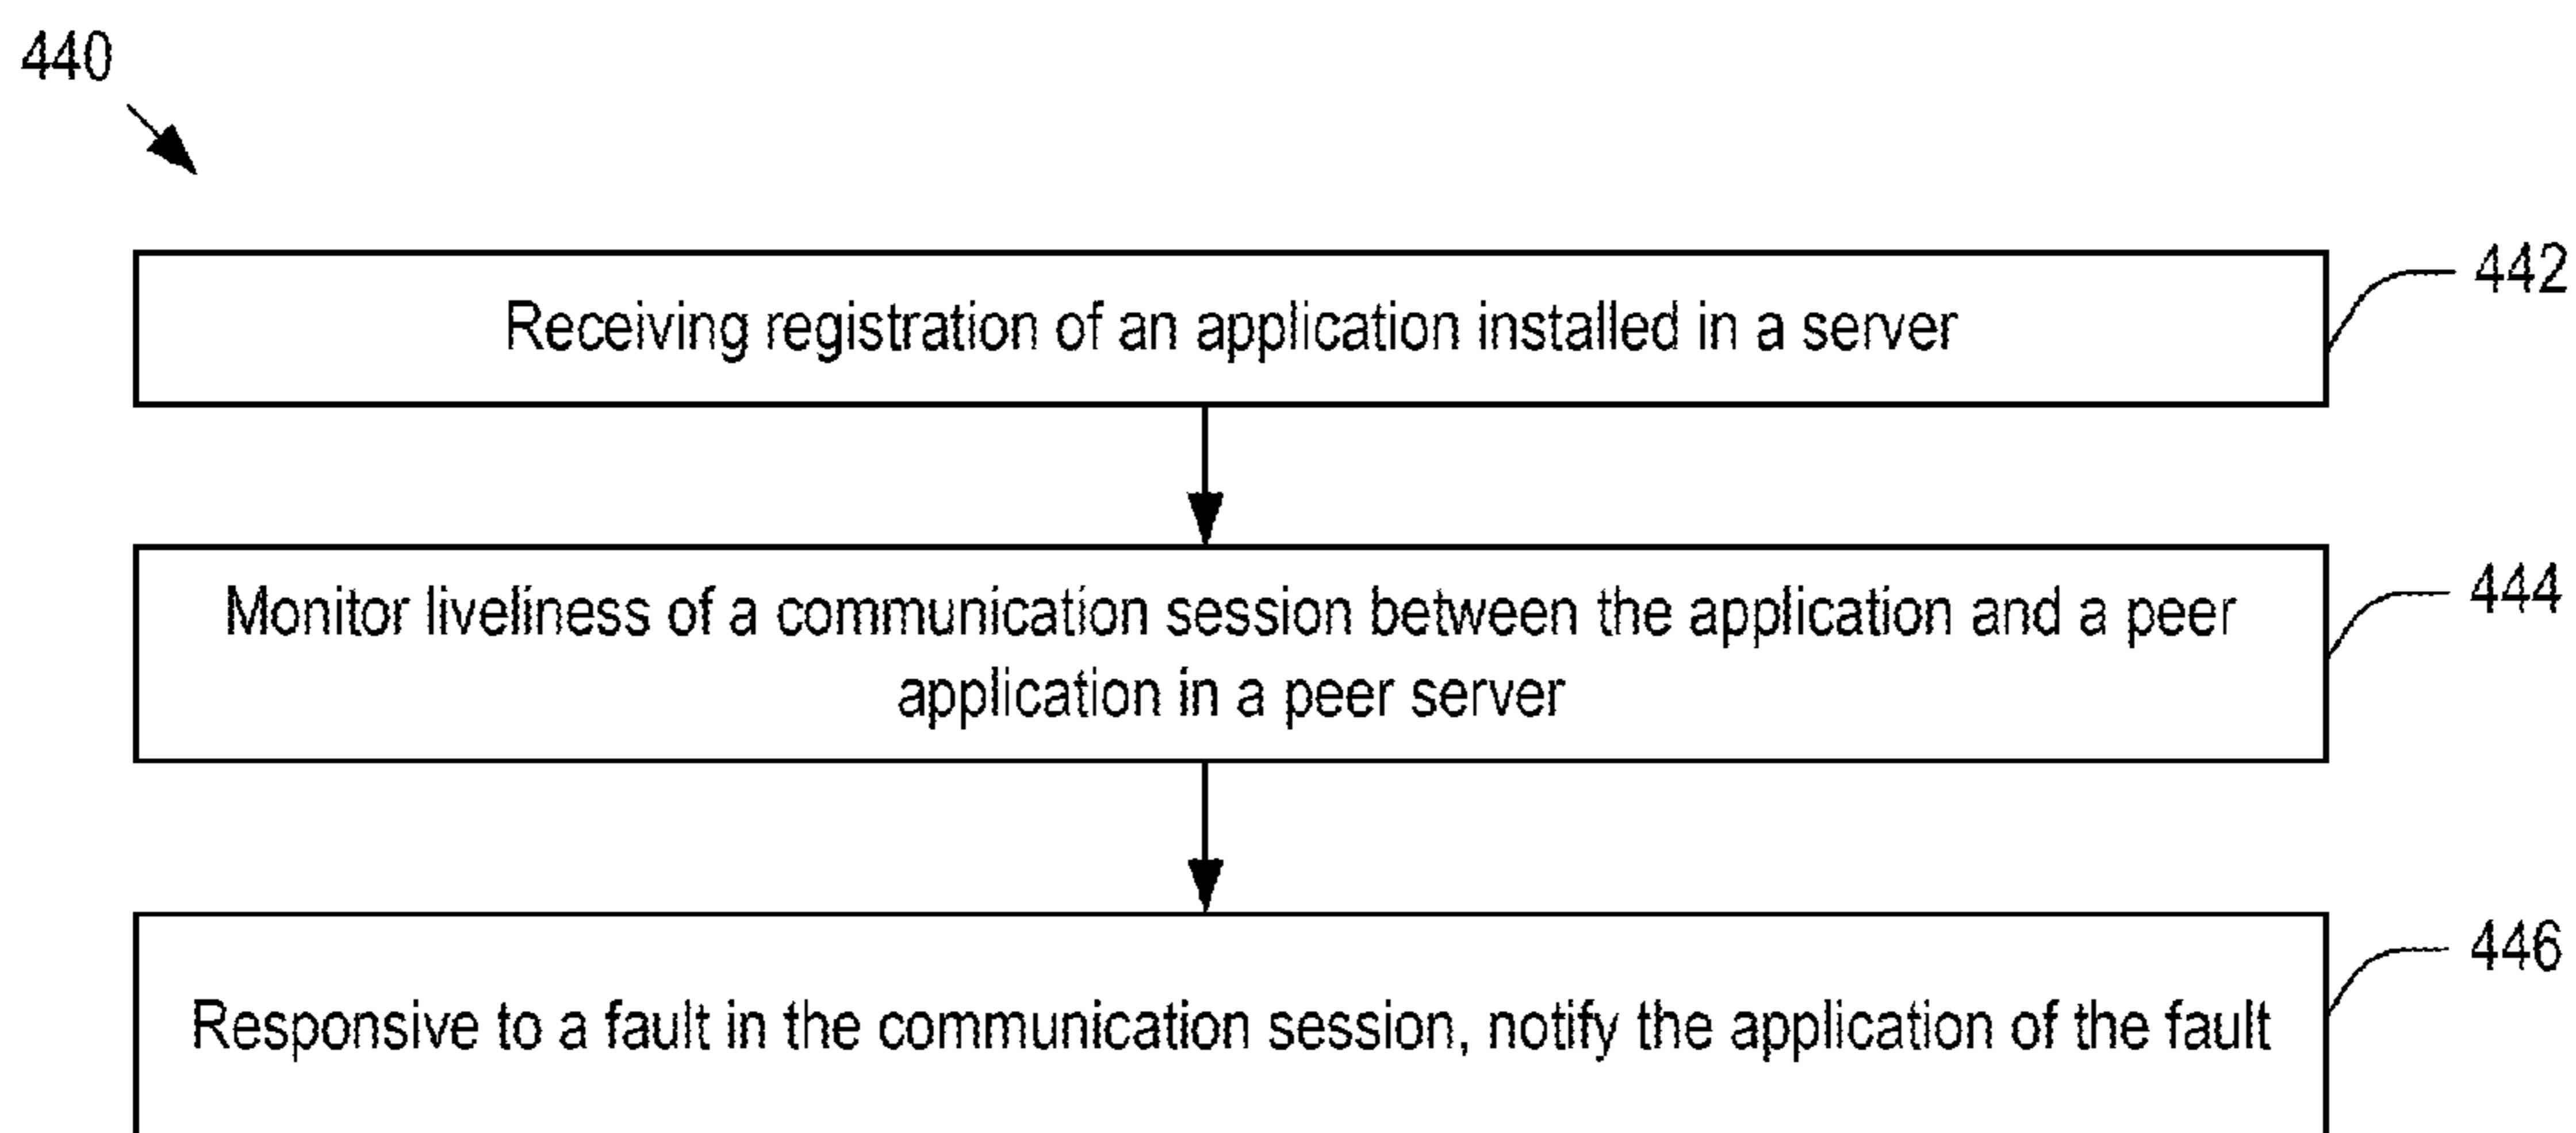 440
Receiving registration of an application installed in a server
442
Monitor liveliness of a communication session between the application and a peer
application in a peer server
444
Responsive to a fault in the communication session, notify the application of the fault
446